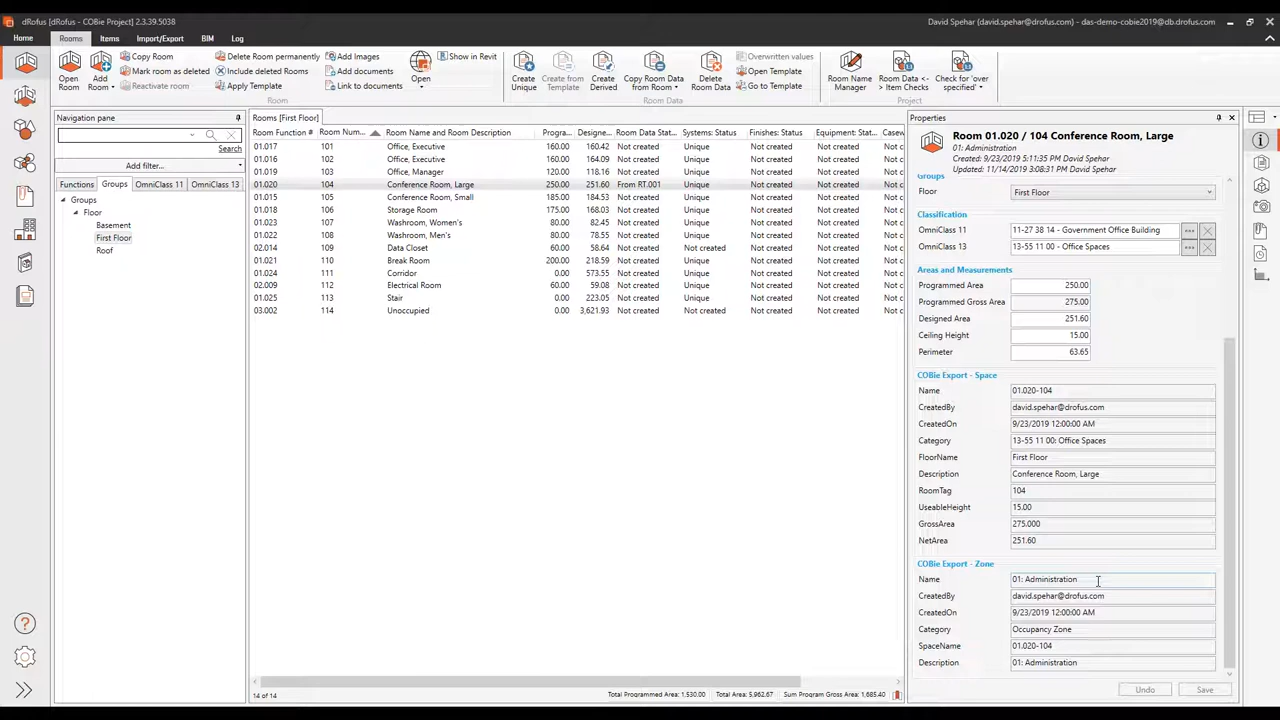 dRofus [dRofus - COBie Project] 2.3.39.5038
David Spehar (david.spehar@drofus.com) - das-demo-cobie2019@db.drofus.com
Home Rooms Items Import/Export BIM Log
Open Room
Add Room
Copy Room
Mark room as deleted
Reactivate room
Delete Room permanently
Include deleted Rooms
Apply Template
Add Images
Add documents
Link to documents
Open
Show in Revit
Room
Create Unique
Create from Template
Create Derived
Copy Room Data from Room
Delete Room Data
Overwritten values
Open Template
Go to Template
Room Data
Room Name Manager
Room Data <-> Item Checks
Check for 'over specified'
Project
Navigation pane
Search
Add filter...
Functions Groups OmniClass 11 OmniClass 13
Groups
Floor
Basement
First Floor
Roof
Rooms [First Floor]
Room Function # Room Num... Room Name and Room Description Progra... Designe... Room Data Stat... Systems: Status Finishes: Status Equipment: Status Casew
01.017 101 Office, Executive 160.00 160.42 Not created Unique Not created Not created Not c
01.016 102 Office, Executive 160.00 164.09 Not created Unique Not created Not created Not c
01.019 103 Office, Manager 120.00 118.16 Not created Unique Not created Not created Not c
01.020 104 Conference Room, Large 250.00 251.60 From RT.001 Unique Not created Not created Not c
01.015 105 Conference Room, Small 185.00 184.53 Not created Unique Not created Not created Not c
01.018 106 Storage Room 175.00 168.03 Not created Unique Not created Not created Not c
01.023 107 Washroom, Women's 80.00 82.45 Not created Unique Not created Not created Not c
01.022 108 Washroom, Men's 80.00 78.55 Not created Unique Not created Not created Not c
02.014 109 Data Closet 60.00 58.64 Not created Not created Not created Not created Not c
01.021 110 Break Room 200.00 218.59 Not created Unique Not created Not created Not c
01.024 111 Corridor 0.00 573.55 Not created Unique Not created Not created Not c
02.009 112 Electrical Room 60.00 59.08 Not created Unique Not created Not created Not c
01.025 113 Stair 0.00 223.05 Not created Unique Not created Not created Not c
03.002 114 Unoccupied 0.00 3,621.93 Not created Not created Not created Not created Not c
14 of 14
Total Programmed Area: 1,530.00 Total Area: 5,962.67 Sum Program Gross Area: 1,685.40
Properties
Room 01.020 / 104 Conference Room, Large
01: Administration
Created: 9/23/2019 5:11:35 PM David Spehar
Updated: 11/14/2019 3:08:31 PM David Spehar
Groups
Floor First Floor
Classification
OmniClass 11 11-27 38 14 - Government Office Building
OmniClass 13 13-55 11 00 - Office Spaces
Areas and Measurements
Programmed Area 250.00
Programmed Gross Area 275.00
Designed Area 251.60
Ceiling Height 15.00
Perimeter 63.65
COBie Export - Space
Name 01.020-104
CreatedBy david.spehar@drofus.com
CreatedOn 9/23/2019 12:00:00 AM
Category 13-55 11 00: Office Spaces
FloorName First Floor
Description Conference Room, Large
RoomTag 104
UseableHeight 15.00
GrossArea 275.000
NetArea 251.60
COBie Export - Zone
Name 01: Administration
CreatedBy david.spehar@drofus.com
CreatedOn 9/23/2019 12:00:00 AM
Category Occupancy Zone
SpaceName 01.020-104
Description 01: Administration
Undo Save